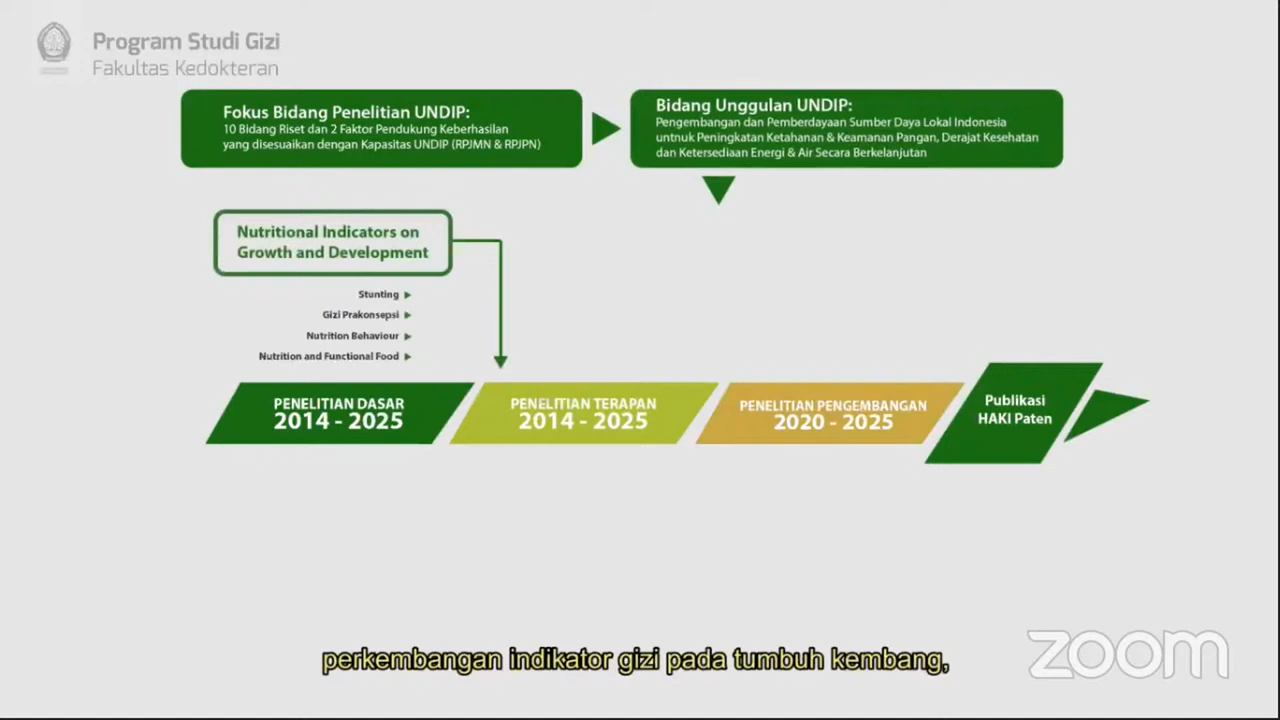 Program Studi Gizi
Fakultas Kedokteran
Fokus Bidang Penelitian UNDIP:
10 Bidang Riset dan 2 Faktor Pendukung Keberhasilan
yang disesuaikan dengan Kapasitas UNDIP (RPJMN & RPJPN)
Bidang Unggulan UNDIP:
Pengembangan dan Pemberdayaan Sumber Daya Lokal Indonesia
untnuk Peningkatan Ketahanan & Keamanan Pangan, Derajat Kesehatan
dan Ketersediaan Energi & Air Secara Berkelanjutan
Nutritional Indicators on
Growth and Development
Stunting
Gizi Prakonsepsi
Nutrition Behaviour
Nutrition and Functional Food
PENELITIAN DASAR
2014 - 2025
PENELITIAN TERAPAN
2014 - 2025
PENELITIAN PENGEMBANGAN
2020 - 2025
Publikasi
HAKI Paten
perkembangan indikator gizi pada tumbuh kembang,
zoom